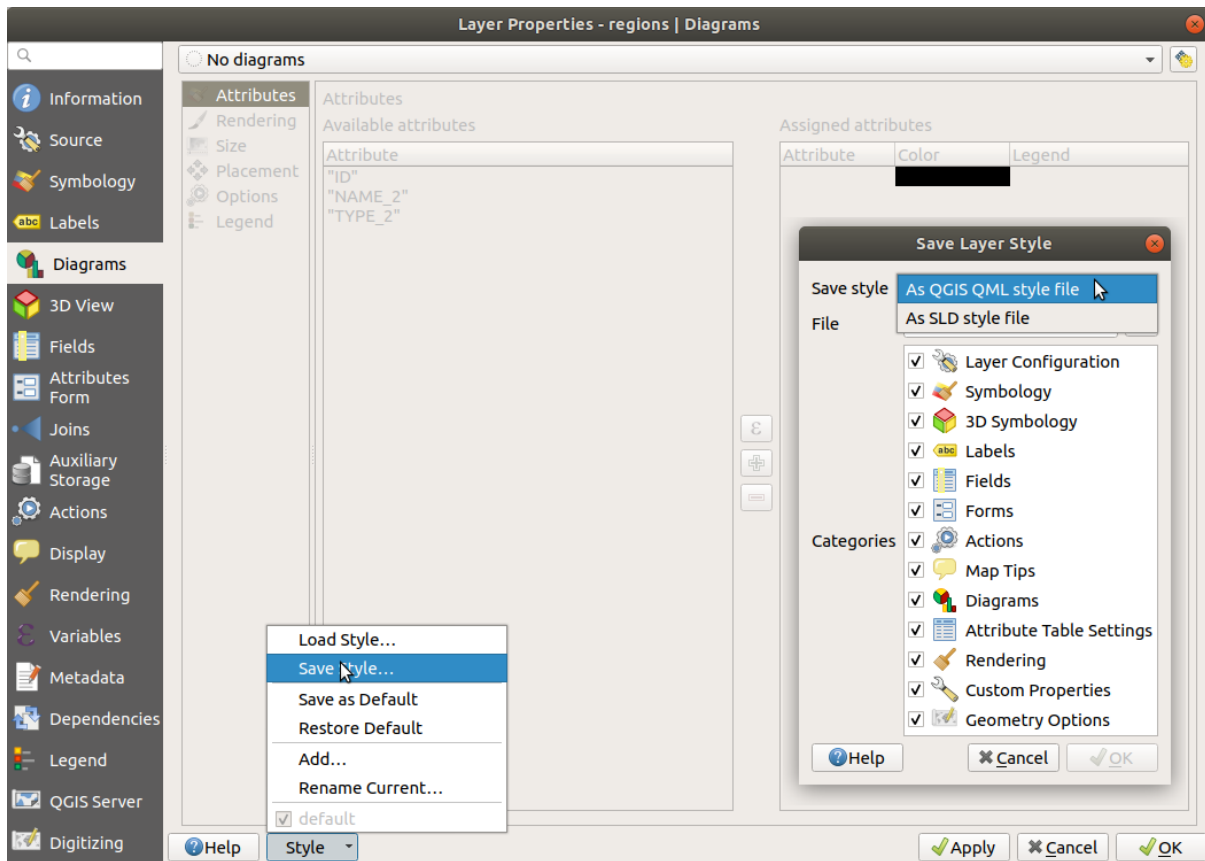 Layer Properties - regions | Diagrams
No diagrams
Information
Source
Symbology
abc Labels
Diagrams
3D View
Fields
Attributes
Form
Joins
Auxiliary
Storage
Actions
Display
Rendering
Variables
Metadata
Dependencies
Legend
QGIS Server
Digitizing
Attributes
Rendering
Size
Placement
Options
Legend
Attributes
Available attributes
Attribute
"ID"
"NAME_2"
"TYPE_2"
ε
Assigned attributes
Attribute Color Legend
Save Layer Style
Save style As QGIS QML style file
As SLD style file
File
Categories
Layer Configuration
Symbology
3D Symbology
abc Labels
Fields
Forms
Actions
Map Tips
Diagrams
Attribute Table Settings
Rendering
Custom Properties
Geometry Options
Help Cancel OK
Load Style...
Save Style...
Save as Default
Restore Default
Add...
Rename Current...
default
Help Style Apply Cancel OK